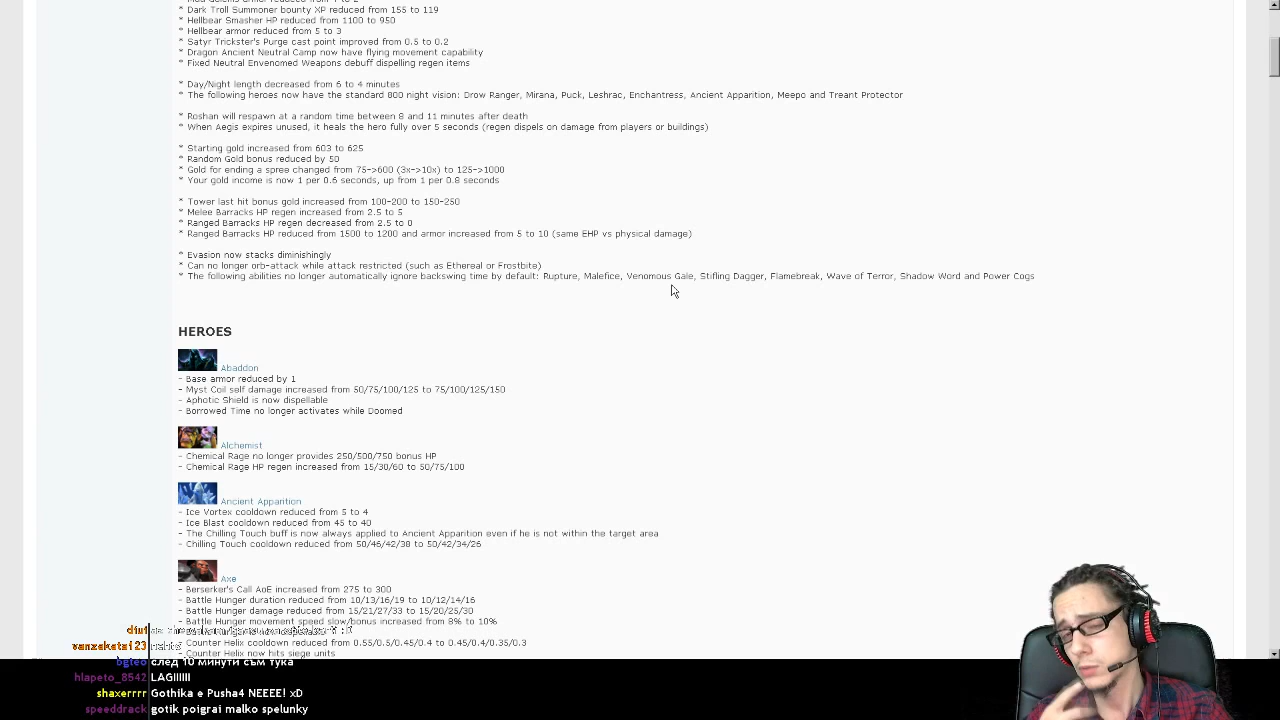 * Dark Troll Summoner bounty XP reduced from 155 to 119
* Hellbear Smasher HP reduced from 1100 to 950
* Hellbear armor reduced from 5 to 3
* Satyr Trickster's Purge cast point improved from 0.5 to 0.2
* Dragon Ancient Neutral Camp now have flying movement capability
* Fixed Neutral Envenomed Weapons debuff dispelling regen items
* Day/Night length decreased from 6 to 4 minutes
* The following heroes now have the standard 800 night vision: Drow Ranger, Mirana, Puck, Leshrac, Enchantress, Ancient Apparition, Meepo and Treant Protector
* Roshan will respawn at a random time between 8 and 11 minutes after death
* When Aegis expires unused, it heals the hero fully over 5 seconds (regen dispels on damage from players or buildings)
* Starting gold increased from 603 to 625
* Random Gold bonus reduced by 50
* Gold for ending a spree changed from 75->600 (3x->10x) to 125->1000
* Your gold income is now 1 per 0.6 seconds, up from 1 per 0.8 seconds
* Tower last hit bonus gold increased from 100-200 to 150-250
* Melee Barracks HP regen increased from 2.5 to 5
* Ranged Barracks HP regen decreased from 2.5 to 0
* Ranged Barracks HP reduced from 1500 to 1200 and armor increased from 5 to 10 (same EHP vs physical damage)
* Evasion now stacks diminishingly
* Can no longer orb-attack while attack restricted (such as Ethereal or Frostbite)
* The following abilities no longer automatically ignore backswing time by default: Rupture, Malefice, Venomous Gale, Stifling Dagger, Flamebreak, Wave of Terror, Shadow Word and Power Cogs
HEROES
Abaddon
- Base armor reduced by 1
- Myst Coil self damage increased from 50/75/100/125 to 75/100/125/150
- Aphotic Shield is now dispellable
- Borrowed Time no longer activates while Doomed
Alchemist
- Chemical Rage no longer provides 250/500/750 bonus HP
- Chemical Rage HP regen increased from 15/30/60 to 50/75/100
Ancient Apparition
- Ice Vortex cooldown reduced from 5 to 4
- Ice Blast cooldown reduced from 45 to 40
- The Chilling Touch buff is now always applied to Ancient Apparition even if he is not within the target area
- Chilling Touch cooldown reduced from 50/46/42/38 to 50/42/34/26
Axe
- Berserker's Call AoE increased from 275 to 300
- Battle Hunger duration reduced from 10/13/16/19 to 10/12/14/16
- Battle Hunger damage reduced from 15/21/27/33 to 15/20/25/30
- Battle Hunger movement speed slow/bonus increased from 8% to 10%
- Counter Helix cooldown reduced from 0.55/0.5/0.45/0.4 to 0.45/0.4/0.35/0.3
- Counter Helix now hits siege units
vanzekatai23
bgteo след 10 минути съм тука
hlapeto_8542 LAGIIIIII
shaxerrrr Gothika e Pusha4 NEEEE! xD
speeddrack gotik poigrai malko spelunky